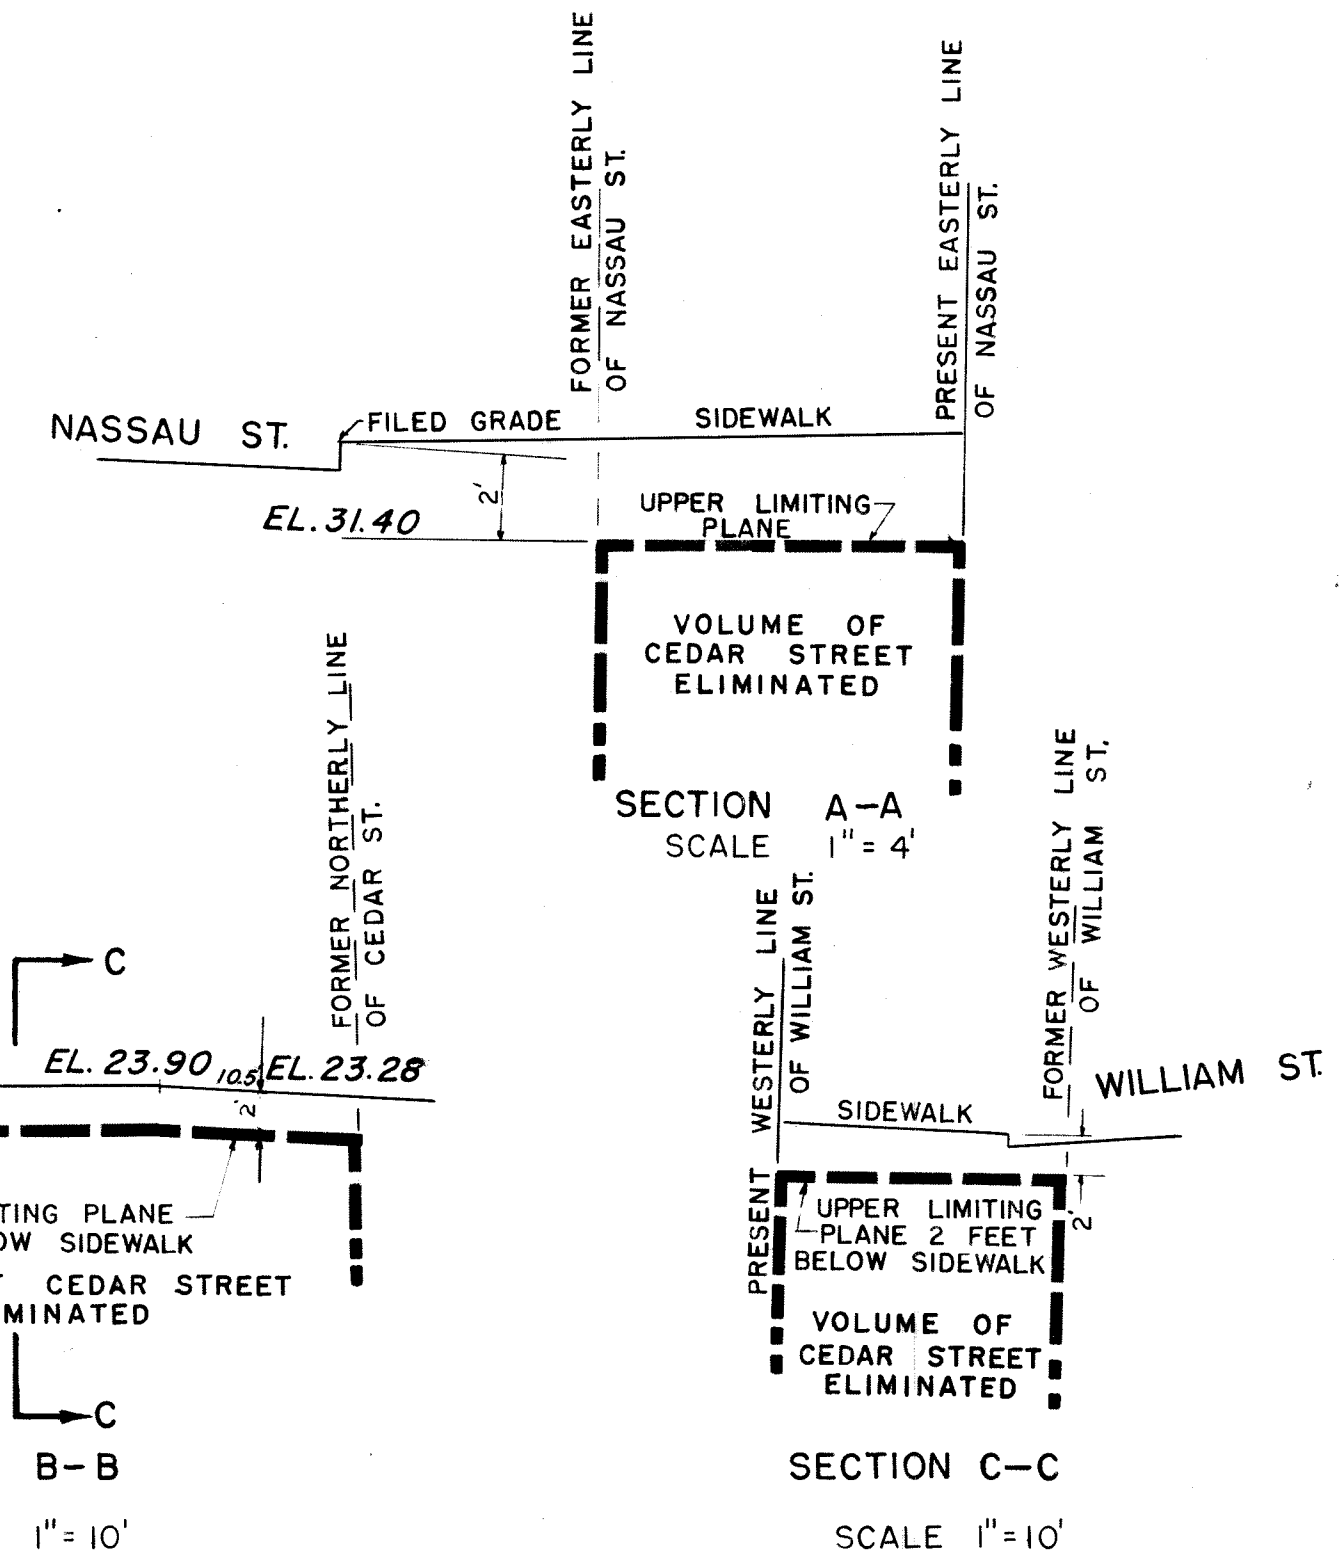 FORMER EASTERLY LINE
OF NASSAU ST.
PRESENT EASTERLY LINE
OF NASSAU ST.
NASSAU ST.
FILED GRADE
SIDEWALK
2'
EL. 31.40
UPPER LIMITING
PLANE
VOLUME OF
CEDAR STREET
ELIMINATED
SECTION A-A
SCALE 1" = 4'
FORMER NORTHERLY LINE
OF CEDAR ST.
C
EL. 23.90
10.5
EL. 23.28
2'
TING PLANE
OW SIDEWALK
CEDAR STREET
MINATED
C
B-B
1" = 10'
PRESENT WESTERLY LINE
OF WILLIAM ST.
FORMER WESTERLY LINE
OF WILLIAM ST.
WILLIAM ST.
SIDEWALK
2'
UPPER LIMITING
PLANE 2 FEET
BELOW SIDEWALK
VOLUME OF
CEDAR STREET
ELIMINATED
SECTION C-C
SCALE 1" = 10'